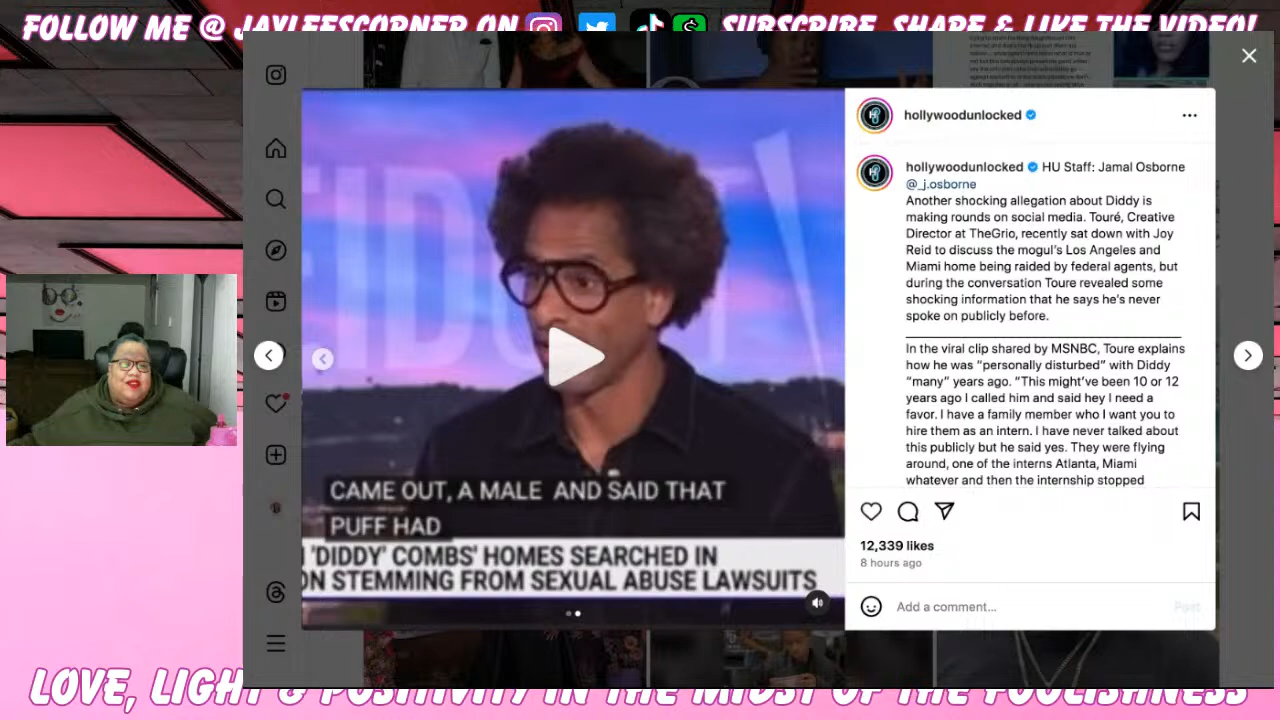 FOLLOW ME @ JAYLEESCORNER ON SUBSCRIBE, SHARE & LIKE THE VIDEO!
hollywoodunlocked
hollywoodunlocked HU Staff: Jamal Osborne
@_j.osborne
Another shocking allegation about Diddy is
making rounds on social media. Touré, Creative
Director at TheGrio, recently sat down with Joy
Reid to discuss the mogul's Los Angeles and
Miami home being raided by federal agents, but
during the conversation Toure revealed some
shocking information that he says he's never
spoke on publicly before.
In the viral clip shared by MSNBC, Toure explains
how he was "personally disturbed" with Diddy
"many" years ago. "This might've been 10 or 12
years ago I called him and said hey I need a
favor. I have a family member who I want you to
hire them as an intern. I have never talked about
this publicly but he said yes. They were flying
around, one of the interns Atlanta, Miami
whatever and then the internship stopped
CAME OUT, A MALE AND SAID THAT
PUFF HAD
'DIDDY' COMBS' HOMES SEARCHED IN
ON STEMMING FROM SEXUAL ABUSE LAWSUITS
12,339 likes
8 hours ago
Add a comment...
Post
LOVE, LIGHT & POSITIVITY IN THE MIDST OF THE FOOLISHNESS